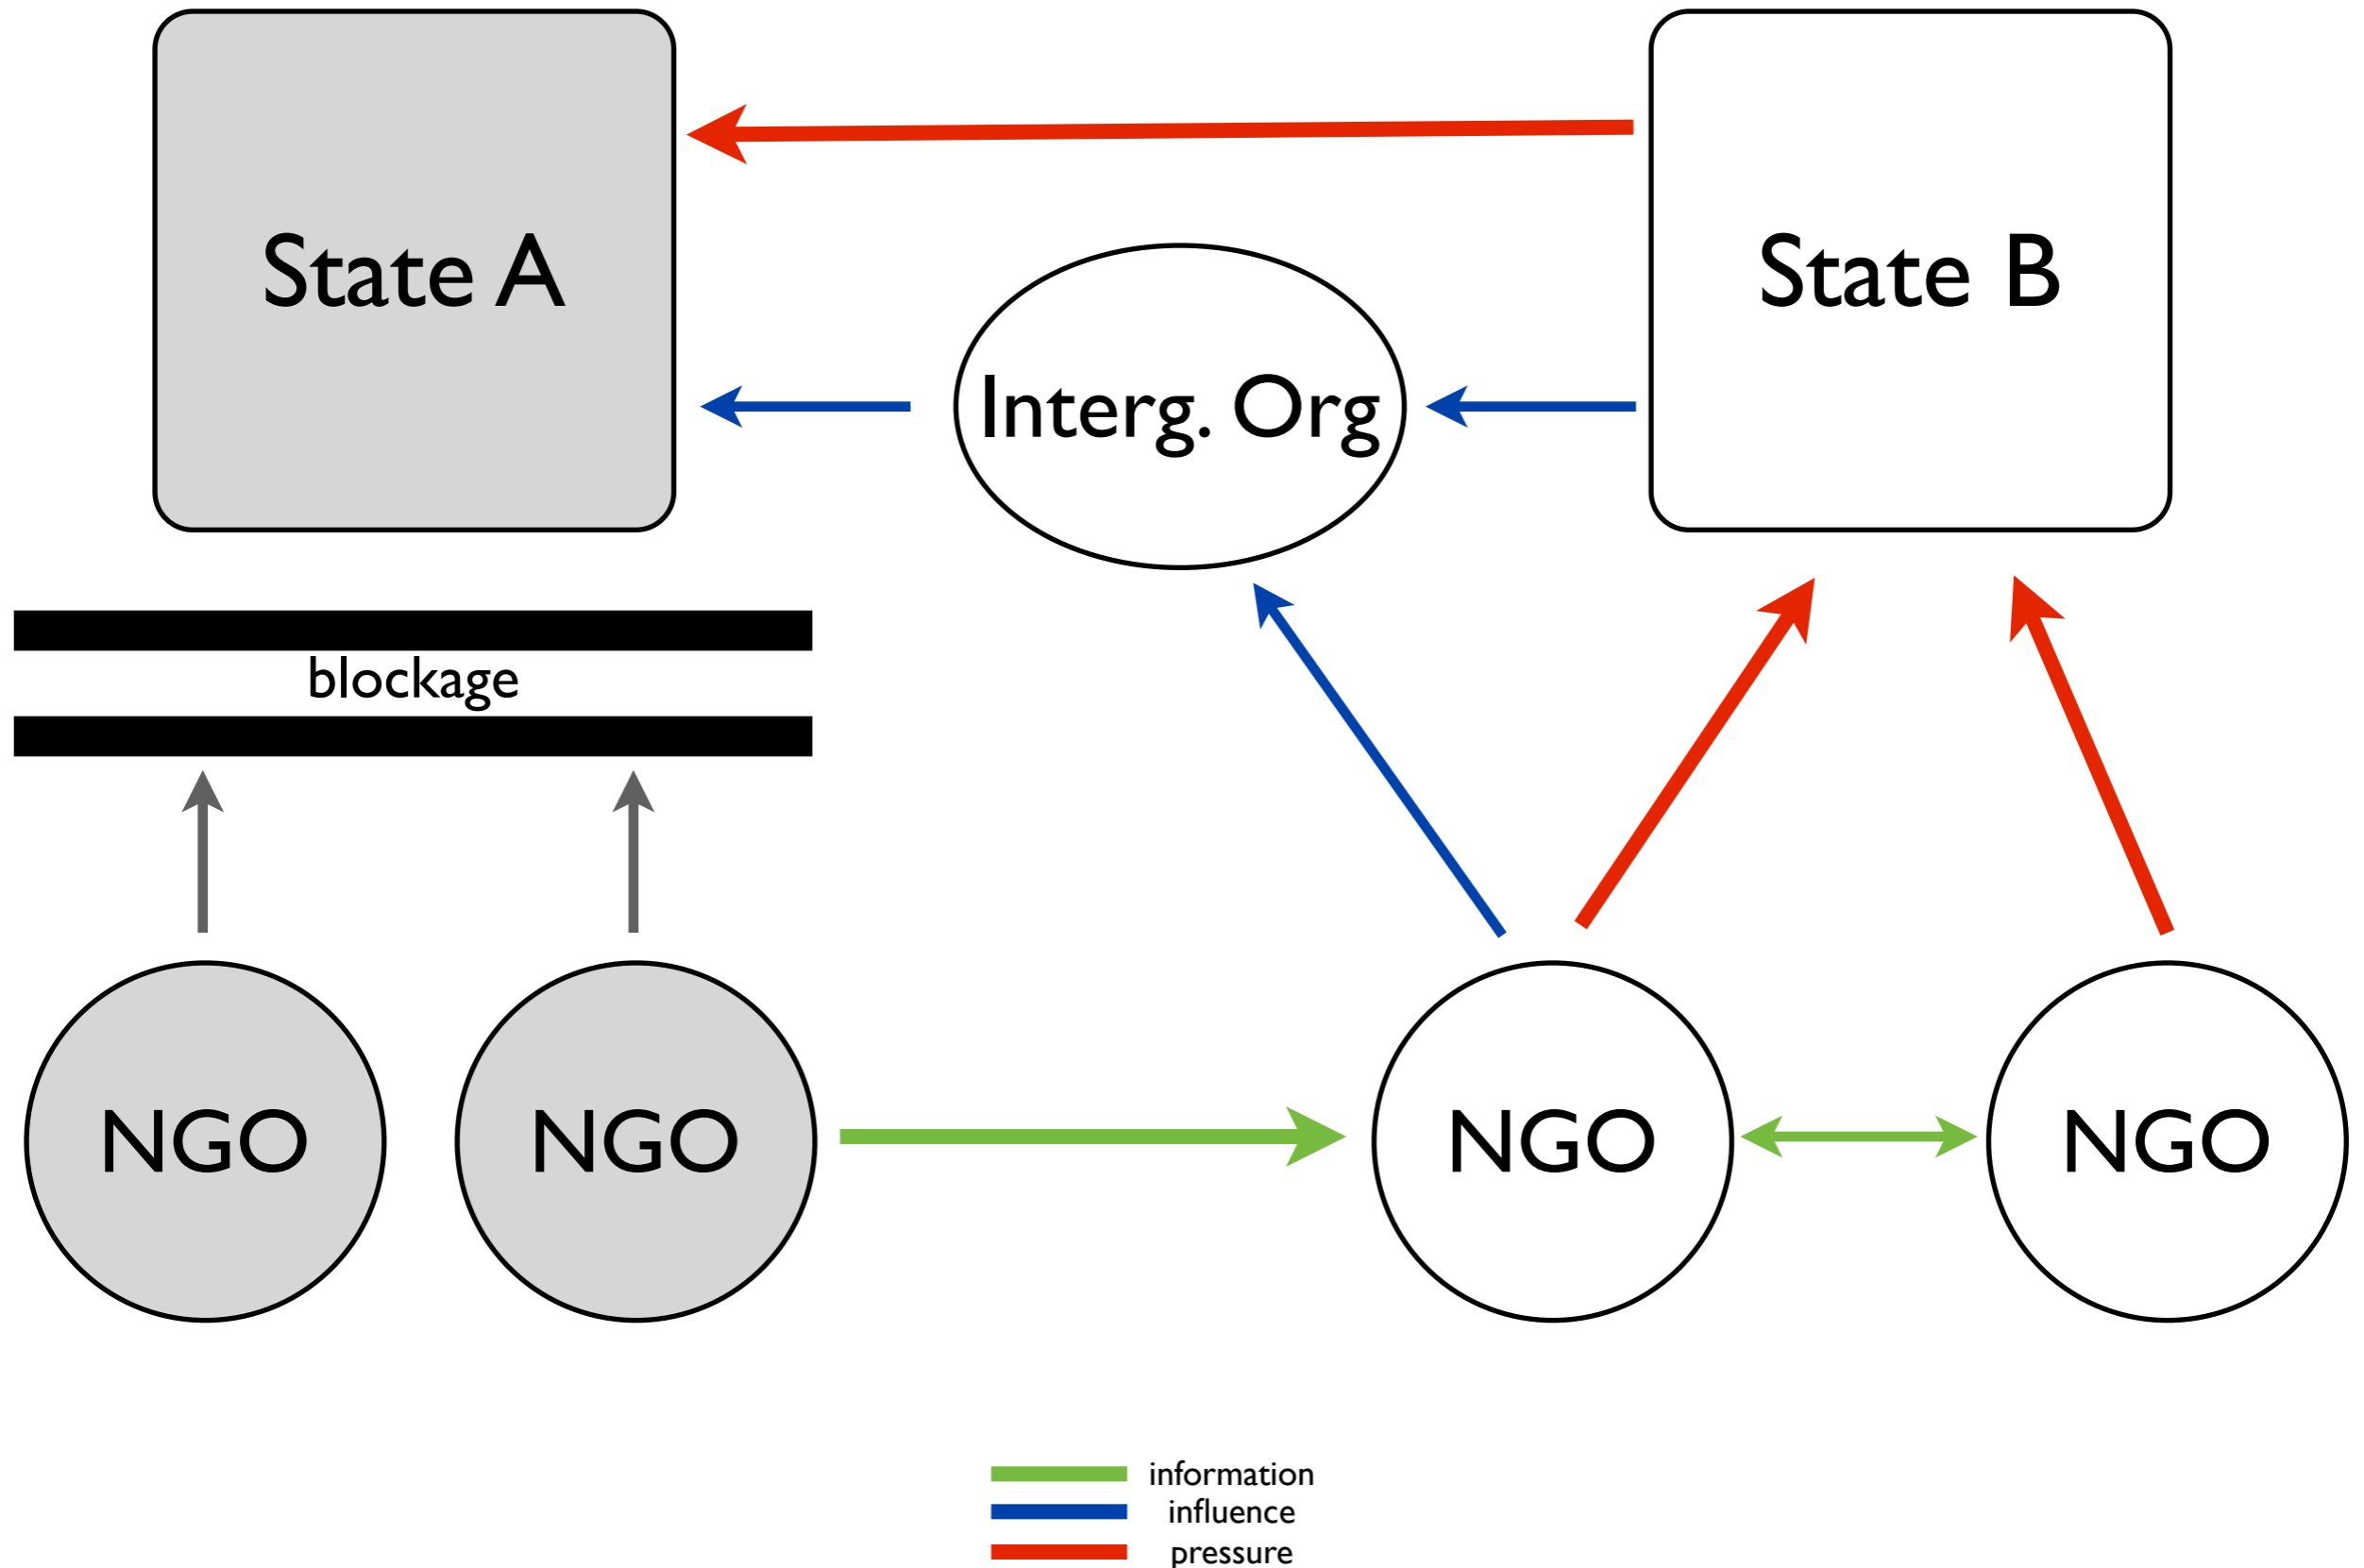 State A
State B
Interg. Org
blockage
NGO
NGO
NGO
NGO
information
influence
pressure